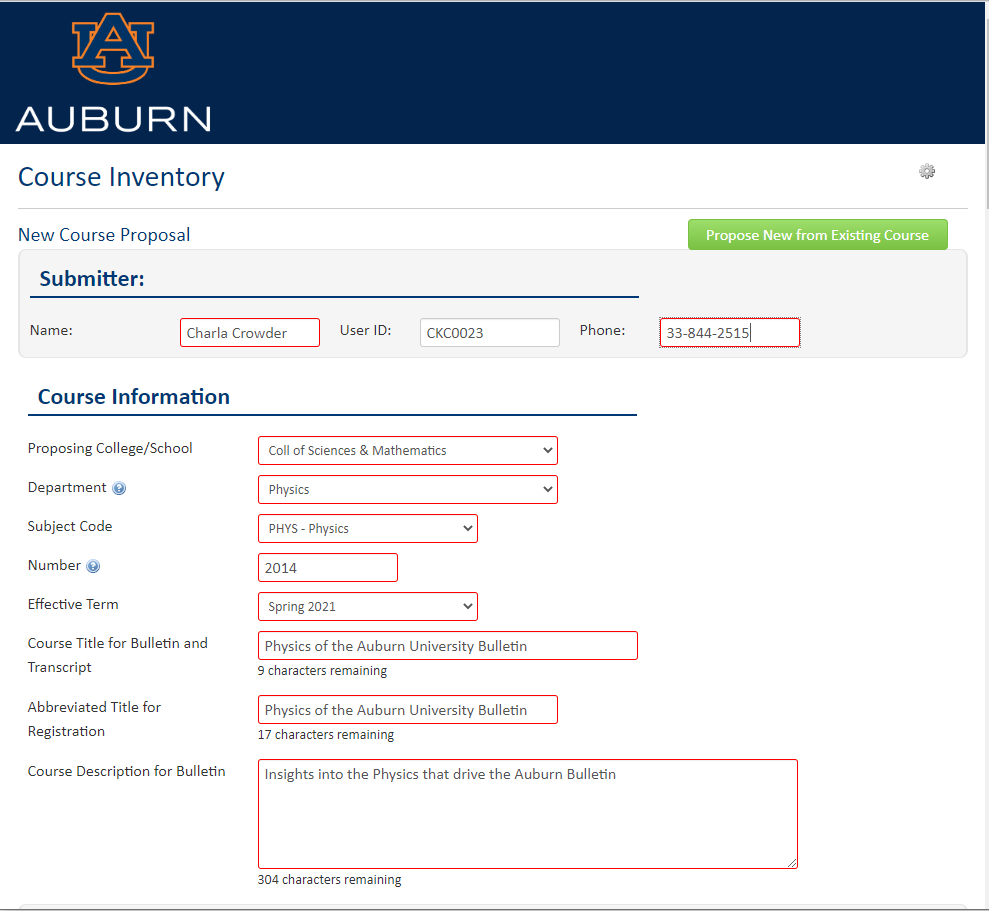 AUBURN
Course Inventory
New Course Proposal
Propose New from Existing Course
Submitter:
Name: Charla Crowder User ID: CKC0023 Phone: 33-844-2515
Course Information
Proposing College/School Coll of Sciences & Mathematics
Department Physics
Subject Code PHYS - Physics
Number 2014
Effective Term Spring 2021
Course Title for Bulletin and Physics of the Auburn University Bulletin
Transcript 9 characters remaining
Abbreviated Title for Physics of the Auburn University Bulletin
Registration 17 characters remaining
Course Description for Bulletin Insights into the Physics that drive the Auburn Bulletin
304 characters remaining